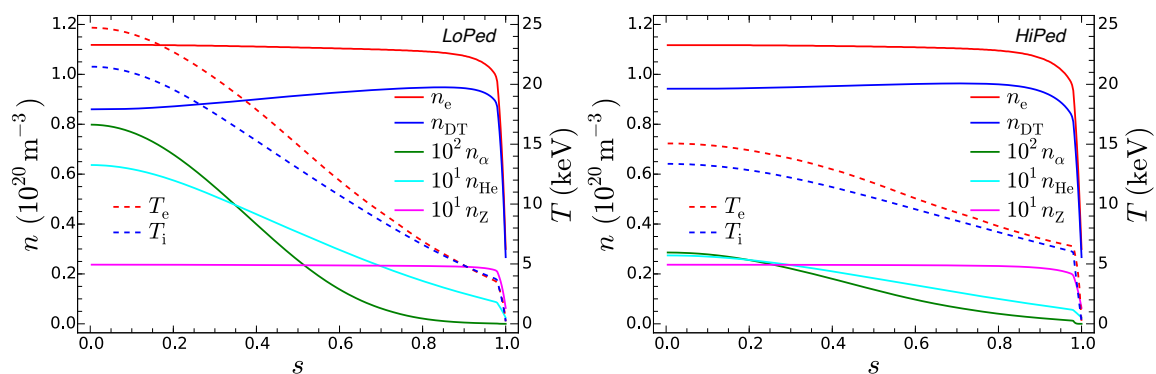 LoPed
1.2
1.0
0.8
0.6
0.4
0.2
0.0
n (10^20 m^−3)
n_e
n_DT
10^2 n_α
10^1 n_He
10^1 n_Z
T_e
T_i
25
20
15
10
5
0
T (keV)
0.0 0.2 0.4 0.6 0.8 1.0
s
HiPed
1.2
1.0
0.8
0.6
0.4
0.2
0.0
n (10^20 m^−3)
n_e
n_DT
10^2 n_α
10^1 n_He
10^1 n_Z
T_e
T_i
25
20
15
10
5
0
T (keV)
0.0 0.2 0.4 0.6 0.8 1.0
s